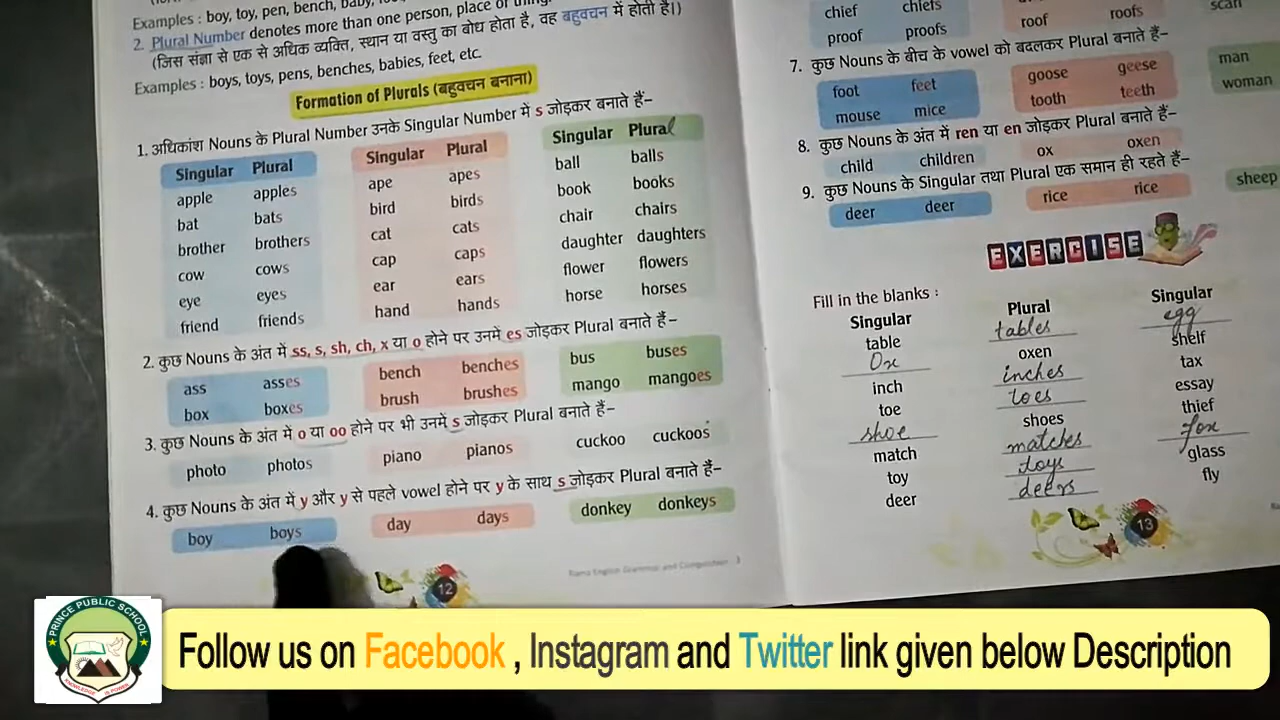 Examples : boy, toy, pen, bench, baby,
2. Plural Number denotes more than one person, place or thing.
(जिस संज्ञा से एक से अधिक व्यक्ति, स्थान या वस्तु का बोध होता है, वह बहुवचन में होती है।)
Examples : boys, toys, pens, benches, babies, feet, etc.
Formation of Plurals (बहुवचन बनाना)
1. अधिकांश Nouns के Plural Number उनके Singular Number में s जोड़कर बनाते हैं–
Singular Plural Singular Plural Singular Plural
apple apples ape apes ball balls
bat bats bird birds book books
brother brothers cat cats chair chairs
cow cows cap caps daughter daughters
eye eyes ear ears flower flowers
friend friends hand hands horse horses
2. कुछ Nouns के अंत में ss, s, sh, ch, x या o होने पर उनमें es जोड़कर Plural बनाते हैं–
ass asses bench benches bus buses
box boxes brush brushes mango mangoes
3. कुछ Nouns के अंत में o या oo होने पर भी उनमें s जोड़कर Plural बनाते हैं–
photo photos piano pianos cuckoo cuckoos
4. कुछ Nouns के अंत में y और y से पहले vowel होने पर y के साथ s जोड़कर Plural बनाते हैं–
boy boys day days donkey donkeys
12
chief chiefs
proof proofs roof roofs scarf
7. कुछ Nouns के बीच के vowel को बदलकर Plural बनाते हैं–
foot feet goose geese man
mouse mice tooth teeth woman
8. कुछ Nouns के अंत में ren या en जोड़कर Plural बनाते हैं–
child children ox oxen
9. कुछ Nouns के Singular तथा Plural एक समान ही रहते हैं–
deer deer rice rice sheep
EXERCISE
Fill in the blanks :
Singular Plural Singular
table tables egg
Ox oxen shelf
inch inches tax
toe toes essay
shoe shoes thief
match matches fox
toy toys glass
deer deers fly
13
PRINCE PUBLIC SCHOOL
KNOWLEDGE IS POWER
Follow us on Facebook , Instagram and Twitter link given below Description